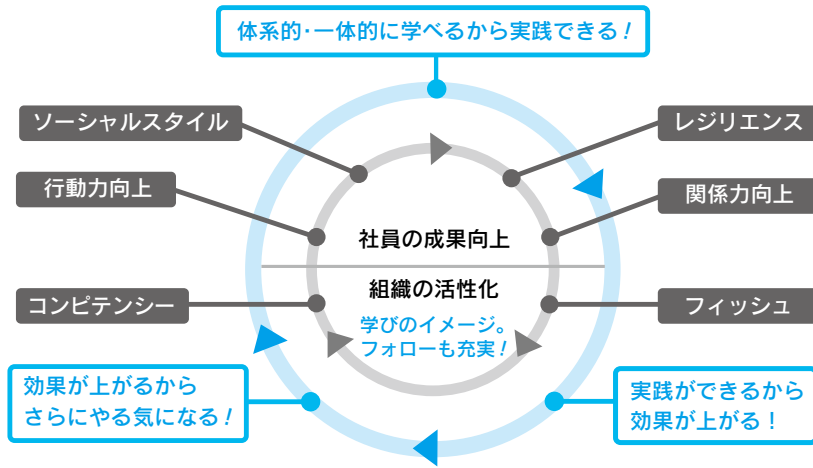 体系的・一体的に学べるから実践できる！
ソーシャルスタイル
レジリエンス
行動力向上
関係力向上
社員の成果向上
組織の活性化
コンピテンシー
フィッシュ
学びのイメージ。
フォローも充実！
効果が上がるから
さらにやる気になる！
実践ができるから
効果が上がる！